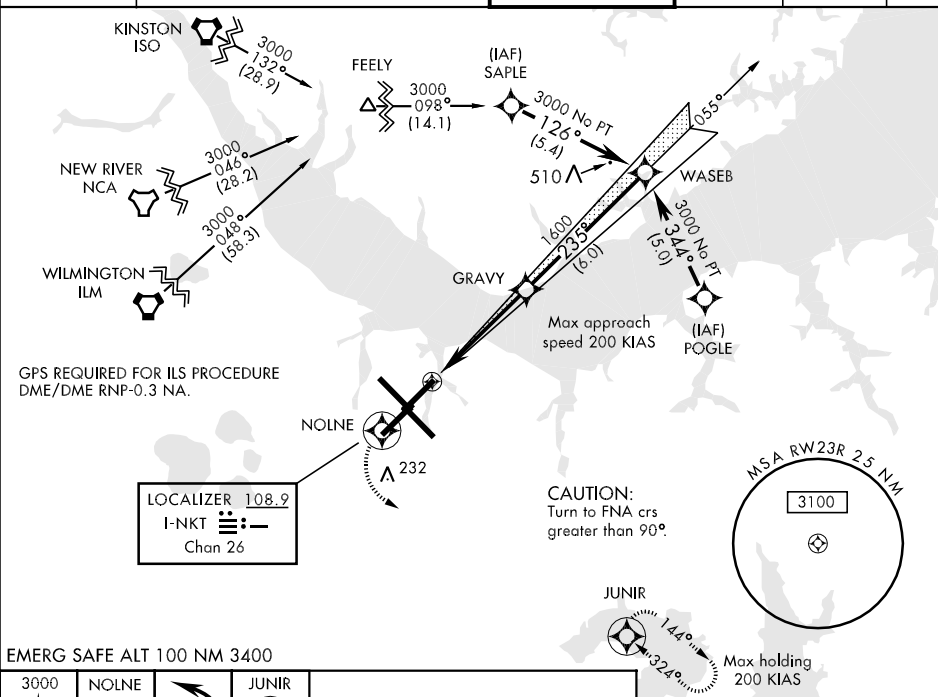 KINSTON
ISO
3000
132°
(28.9)
FEELY
3000
098°
(14.1)
(IAF)
SAPLE
3000 No PT
126°
(5.4)
055°
510
WASEB
NEW RIVER
NCA
3000
046°
(28.2)
3000
048°
(58.3)
WILMINGTON
ILM
1600
235°
(6.0)
3000 No PT
344°
(5.0)
GRAVY
(IAF)
POGLE
Max approach
speed 200 KIAS
GPS REQUIRED FOR ILS PROCEDURE
DME/DME RNP-0.3 NA.
NOLNE
232
LOCALIZER 108.9
I-NKT
Chan 26
CAUTION:
Turn to FNA crs
greater than 90°.
MSA RW23R 25 NM
3100
JUNIR
144°
324°
Max holding
200 KIAS
EMERG SAFE ALT 100 NM 3400
3000
NOLNE
JUNIR